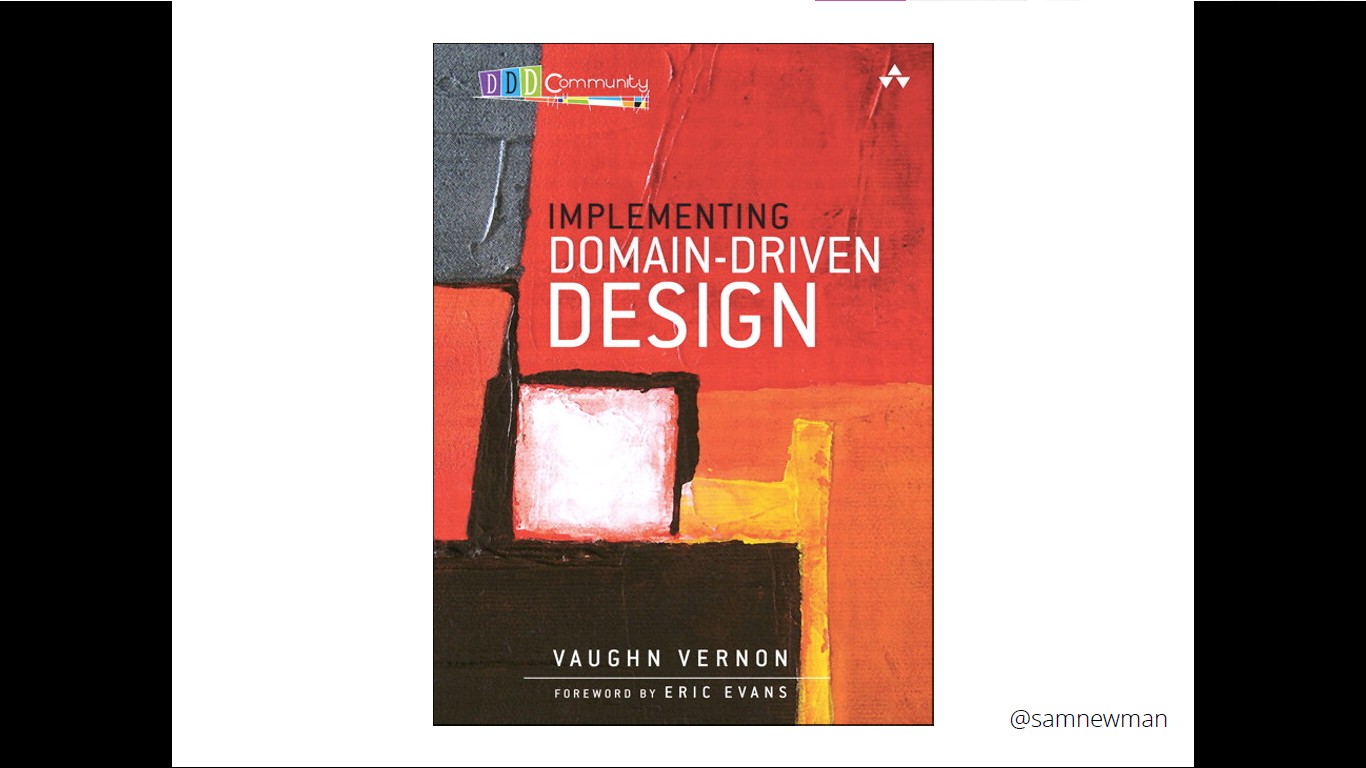 DDD Community
IMPLEMENTING
DOMAIN-DRIVEN
DESIGN
VAUGHN VERNON
FOREWORD BY ERIC EVANS
@samnewman